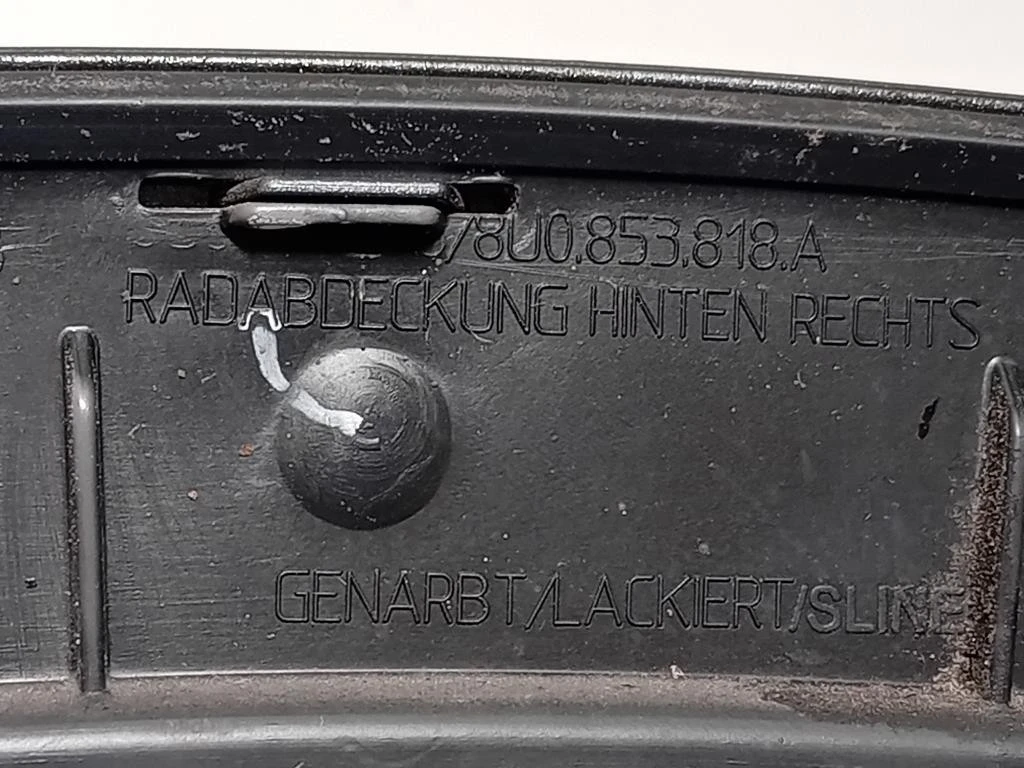 /8U0.853.818.A
RADABDECKUNG HINTEN RECHTS
GENARBT/LACKIERT/SLINE